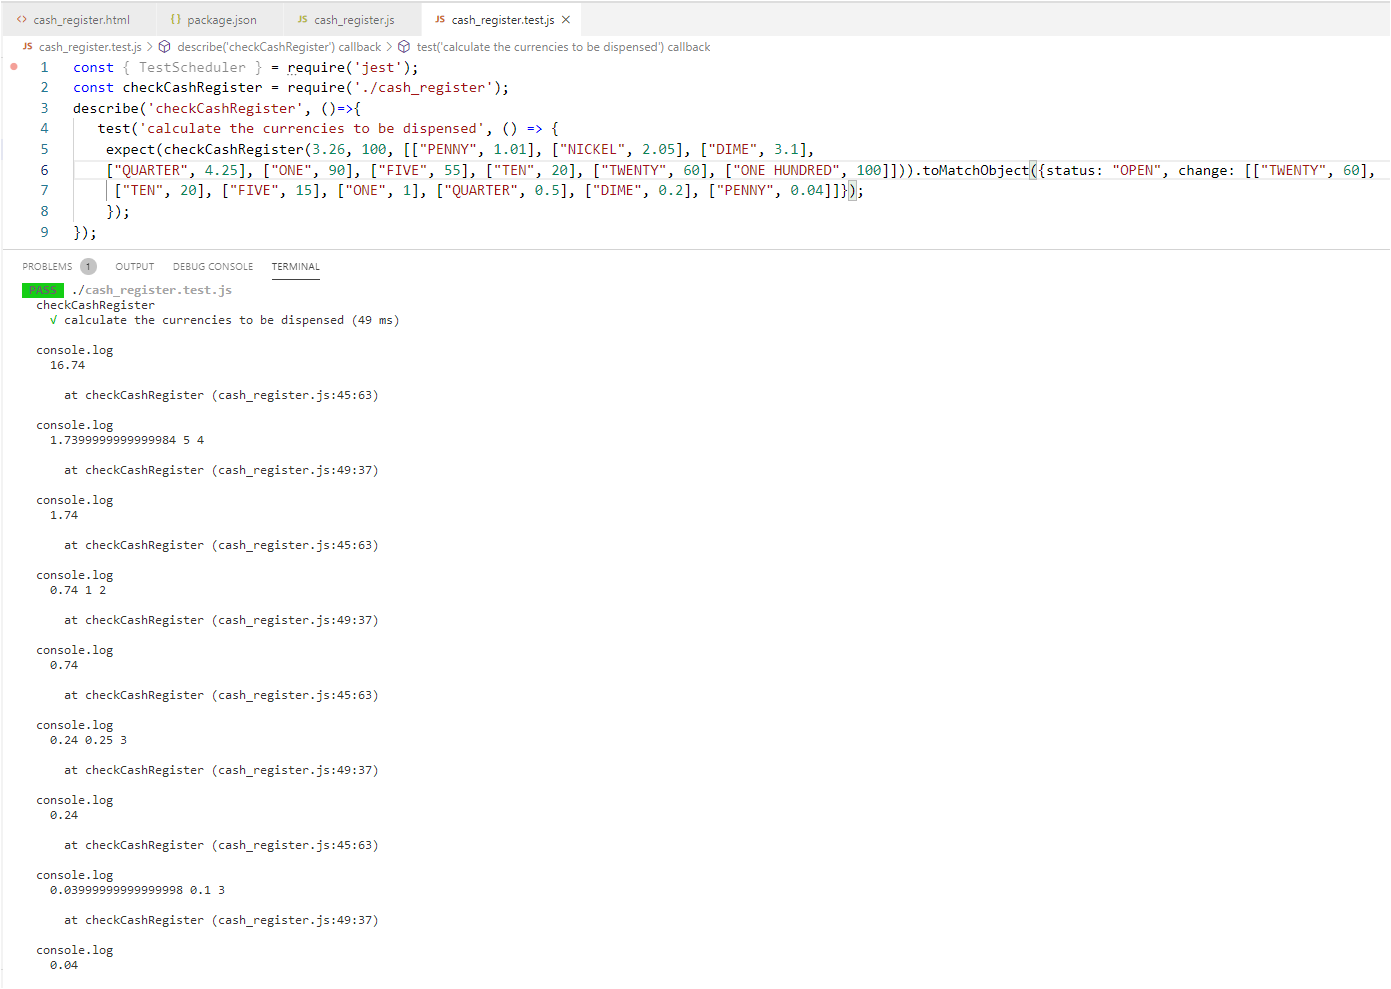 <> cash_register.html {} package.json JS cash_register.js JS cash_register.test.js ×
JS cash_register.test.js > describe('checkCashRegister') callback > test('calculate the currencies to be dispensed') callback
1 const { TestScheduler } = require('jest');
2 const checkCashRegister = require('./cash_register');
3 describe('checkCashRegister', ()=>{
4 test('calculate the currencies to be dispensed', () => {
5 expect(checkCashRegister(3.26, 100, [["PENNY", 1.01], ["NICKEL", 2.05], ["DIME", 3.1],
6 ["QUARTER", 4.25], ["ONE", 90], ["FIVE", 55], ["TEN", 20], ["TWENTY", 60], ["ONE HUNDRED", 100]])).toMatchObject({status: "OPEN", change: [["TWENTY", 60],
7 ["TEN", 20], ["FIVE", 15], ["ONE", 1], ["QUARTER", 0.5], ["DIME", 0.2], ["PENNY", 0.04]]});
8 });
9 });
PROBLEMS 1 OUTPUT DEBUG CONSOLE TERMINAL
PASS ./cash_register.test.js
checkCashRegister
√ calculate the currencies to be dispensed (49 ms)
console.log
16.74
at checkCashRegister (cash_register.js:45:63)
console.log
1.7399999999999984 5 4
at checkCashRegister (cash_register.js:49:37)
console.log
1.74
at checkCashRegister (cash_register.js:45:63)
console.log
0.74 1 2
at checkCashRegister (cash_register.js:49:37)
console.log
0.74
at checkCashRegister (cash_register.js:45:63)
console.log
0.24 0.25 3
at checkCashRegister (cash_register.js:49:37)
console.log
0.24
at checkCashRegister (cash_register.js:45:63)
console.log
0.03999999999999998 0.1 3
at checkCashRegister (cash_register.js:49:37)
console.log
0.04